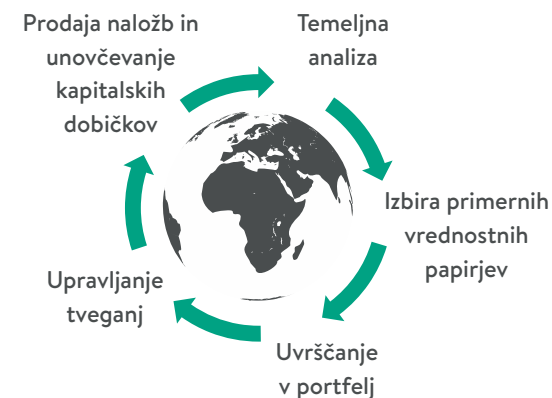 Prodaja naložb in
unovčevanje
kapitalskih
dobičkov
Temeljna
analiza
Izbira primernih
vrednostnih
papirjev
Uvrščanje
v portfelj
Upravljanje
tveganj